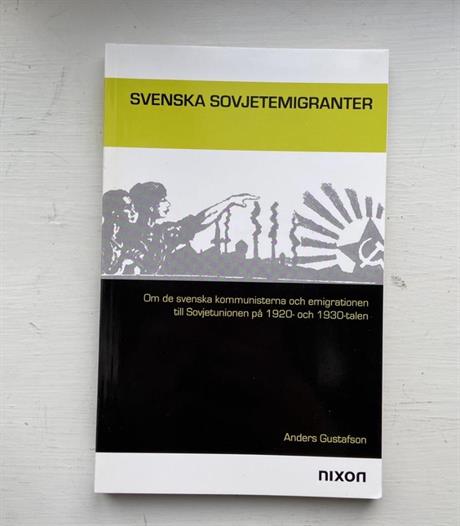 SVENSKA SOVJETEMIGRANTER
Om de svenska kommunisterna och emigrationen
till Sovjetunionen på 1920- och 1930-talen
Anders Gustafson
nixon